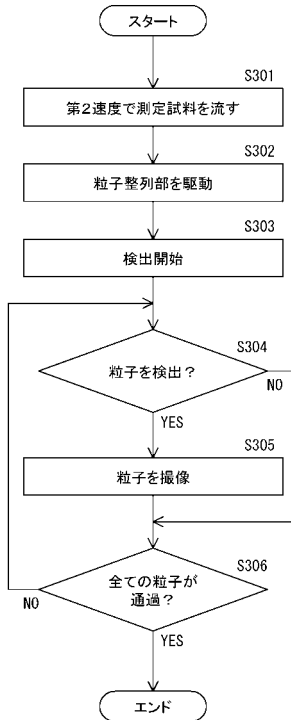 スタート
S301
第2速度で測定試料を流す
S302
粒子整列部を駆動
S303
検出開始
S304
粒子を検出？
NO
YES
S305
粒子を撮像
S306
全ての粒子が
通過？
NO
YES
エンド